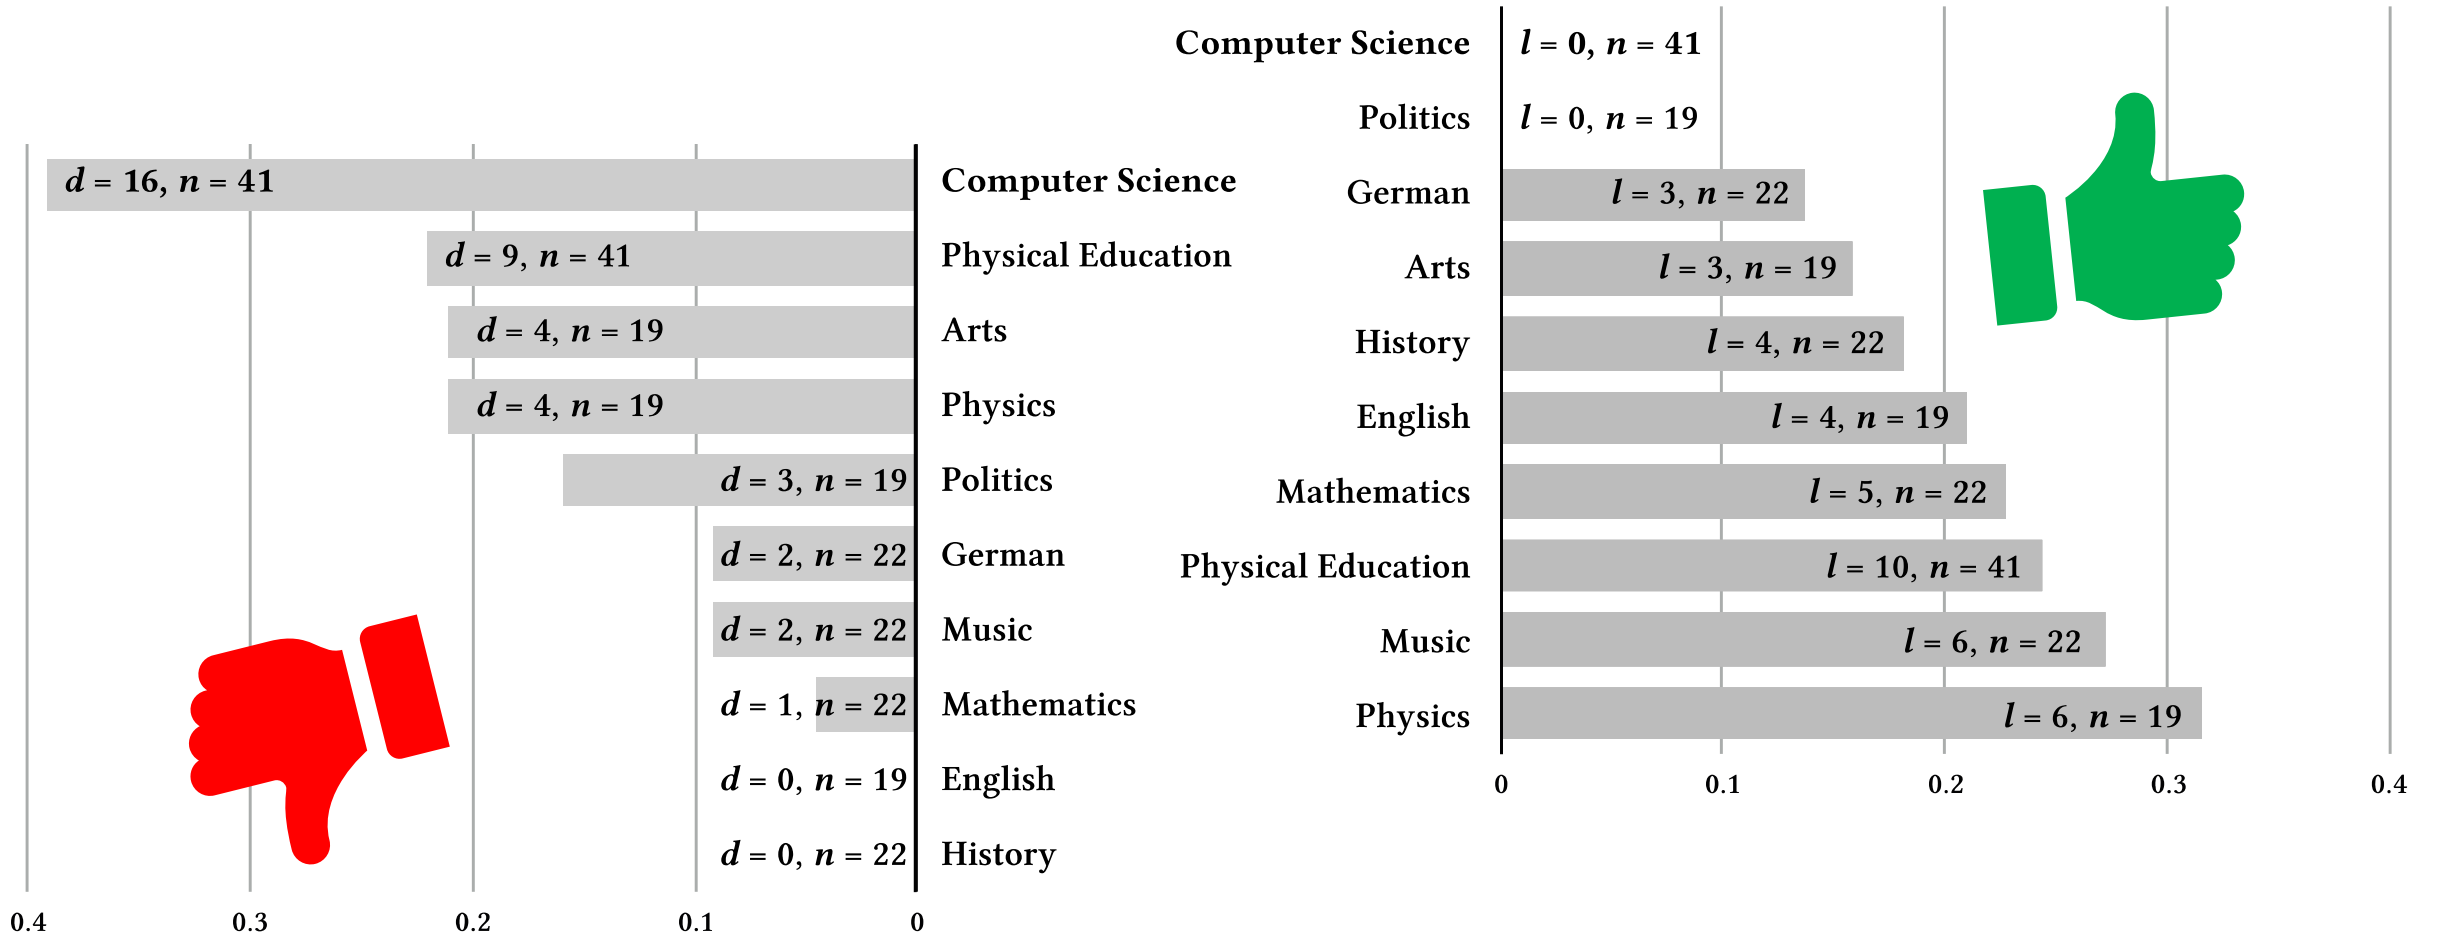 Computer Science l = 0, n = 41
Politics l = 0, n = 19
German l = 3, n = 22
Arts l = 3, n = 19
History l = 4, n = 22
English l = 4, n = 19
Mathematics l = 5, n = 22
Physical Education l = 10, n = 41
Music l = 6, n = 22
Physics l = 6, n = 19
0 0.1 0.2 0.3 0.4
d = 16, n = 41 Computer Science
d = 9, n = 41 Physical Education
d = 4, n = 19 Arts
d = 4, n = 19 Physics
d = 3, n = 19 Politics
d = 2, n = 22 German
d = 2, n = 22 Music
d = 1, n = 22 Mathematics
d = 0, n = 19 English
d = 0, n = 22 History
0.4 0.3 0.2 0.1 0